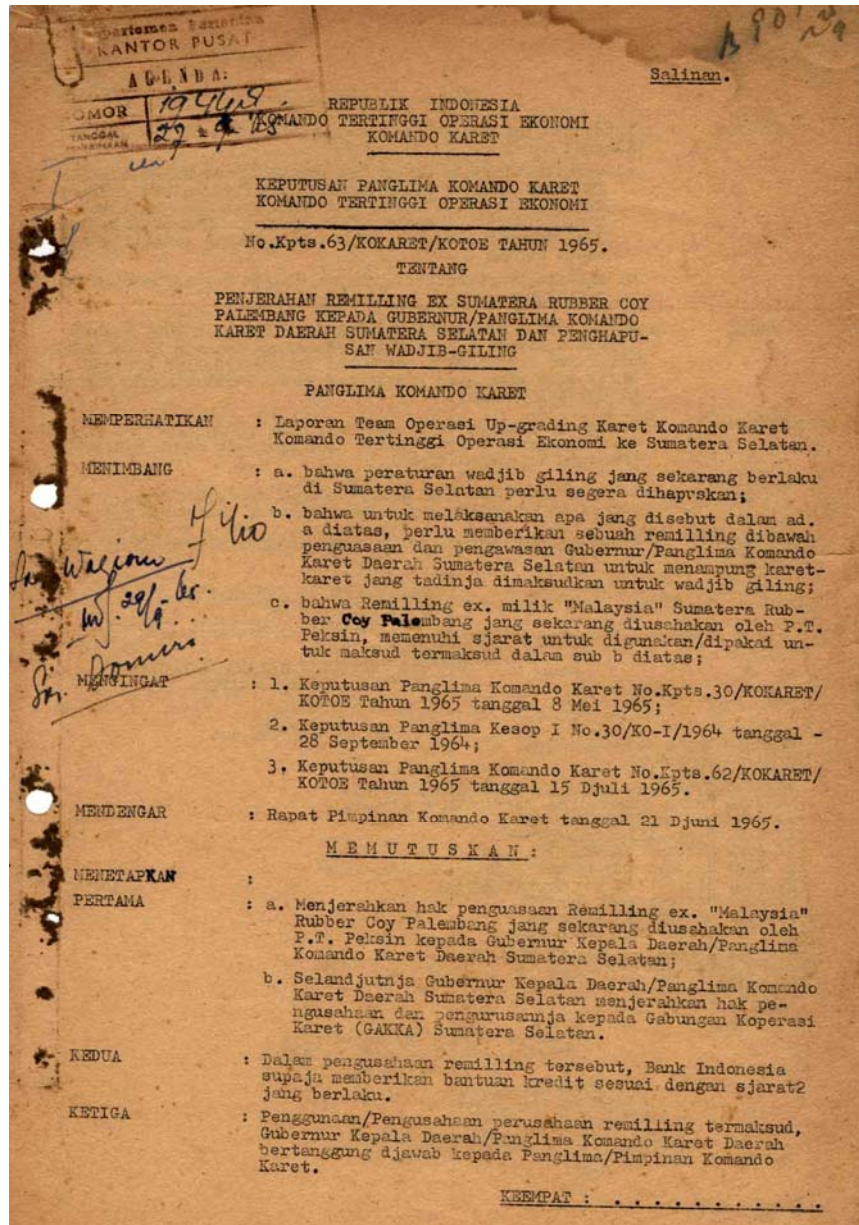 KANTOR PUSAT
AGENDA:
NOMOR
TANGGAL
Salinan.
REPUBLIK INDONESIA
KOMANDO TERTINGGI OPERASI EKONOMI
KOMANDO KARET
KEPUTUSAN PANGLIMA KOMANDO KARET
KOMANDO TERTINGGI OPERASI EKONOMI
No.Kpts.63/KOKARET/KOTOE TAHUN 1965.
TENTANG
PENJERAHAN REMILLING EX SUMATERA RUBBER COY
PALEMBANG KEPADA GUBERNUR/PANGLIMA KOMANDO
KARET DAERAH SUMATERA SELATAN DAN PENGHAPU-
SAN WADJIB-GILING
PANGLIMA KOMANDO KARET
MEMPERHATIKAN : Laporan Team Operasi Up-grading Karet Komando Karet
Komando Tertinggi Operasi Ekonomi ke Sumatera Selatan.
MENIMBANG : a. bahwa peraturan wadjib giling jang sekarang berlaku
di Sumatera Selatan perlu segera dihapvskan;
b. bahwa untuk melaksanakan apa jang disebut dalam ad.
a diatas, perlu memberikan sebuah remilling dibawah
penguasaan dan pengawasan Gubernur/Panglima Komando
Karet Daerah Sumatera Selatan untuk menampung karet-
karet jang tadinja dimaksudkan untuk wadjib giling;
c. bahwa Remilling ex. milik "Malaysia" Sumatera Rub-
ber Coy Palembang jang sekarang diusahakan oleh P.T.
Peksin, memenuhi sjarat untuk digunakan/dipakai un-
tuk maksud termaksud dalam sub b diatas;
MENGINGAT : 1. Keputusan Panglima Komando Karet No.Kpts.30/KOKARET/
KOTOE Tahun 1965 tanggal 8 Mei 1965;
2. Keputusan Panglima Kesop I No.30/KO-I/1964 tanggal -
28 September 1964;
3. Keputusan Panglima Komando Karet No.Kpts.62/KOKARET/
KOTOE Tahun 1965 tanggal 15 Djuli 1965.
MENDENGAR : Rapat Pimpinan Komando Karet tanggal 21 Djuni 1965.
MEMUTUSKAN:
MENETAPKAN :
PERTAMA : a. Menjerahkan hak penguasaan Remilling ex. "Malaysia"
Rubber Coy Palembang jang sekarang diusahakan oleh
P.T. Peksin kepada Gubernur Kepala Daerah/Panglima
Komando Karet Daerah Sumatera Selatan;
b. Selandjutnja Gubernur Kepala Daerah/Panglima Komando
Karet Daerah Sumatera Selatan menjerahkan hak pe-
ngusahaan dan pengurusannja kepada Gabungan Koperasi
Karet (GAKKA) Sumatera Selatan.
KEDUA : Dalam pengusahaan remilling tersebut, Bank Indonesia
supaja memberikan bantuan kredit sesuai dengan sjarat2
jang berlaku.
KETIGA : Penggunaan/Pengusahaan perusahaan remilling termaksud,
Gubernur Kepala Daerah/Panglima Komando Karet Daerah
bertanggung djawab kepada Panglima/Pimpinan Komando
Karet.
KEEMPAT : . . . . . . . . . . .